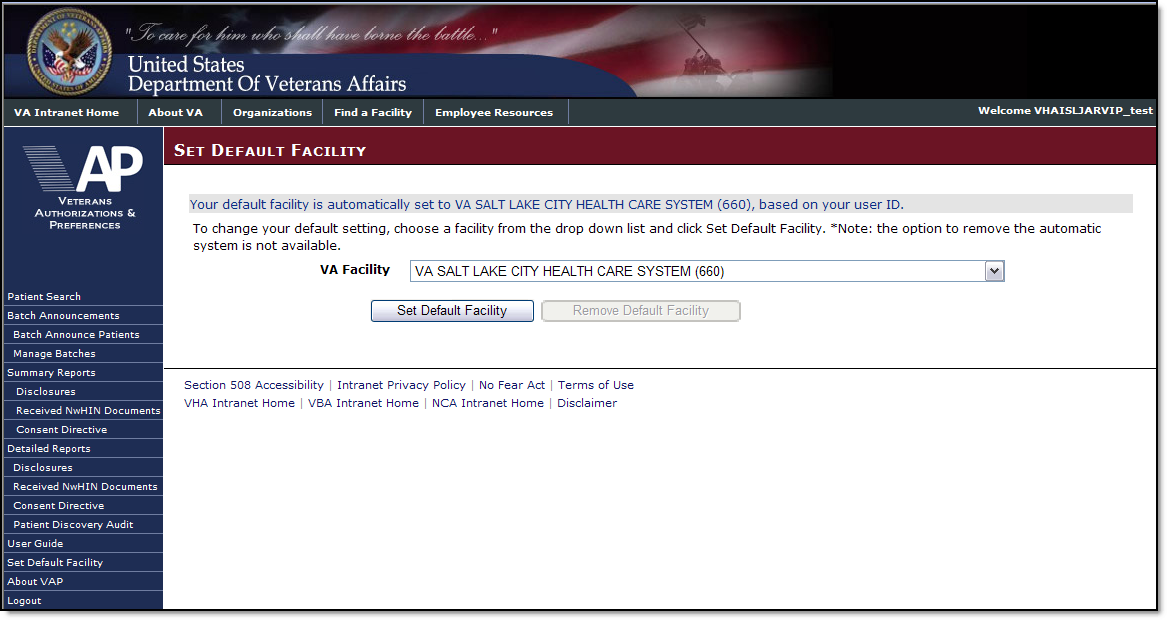 "To care for him who shall have borne the battle..."
United States
Department Of Veterans Affairs
VA Intranet Home About VA Organizations Find a Facility Employee Resources Welcome VHAISLJARVIP_test
VAP
VETERANS
AUTHORIZATIONS &
PREFERENCES
SET DEFAULT FACILITY
Your default facility is automatically set to VA SALT LAKE CITY HEALTH CARE SYSTEM (660), based on your user ID.
To change your default setting, choose a facility from the drop down list and click Set Default Facility. *Note: the option to remove the automatic
system is not available.
VA Facility VA SALT LAKE CITY HEALTH CARE SYSTEM (660)
Set Default Facility Remove Default Facility
Section 508 Accessibility | Intranet Privacy Policy | No Fear Act | Terms of Use
VHA Intranet Home | VBA Intranet Home | NCA Intranet Home | Disclaimer
Patient Search
Batch Announcements
Batch Announce Patients
Manage Batches
Summary Reports
Disclosures
Received NwHIN Documents
Consent Directive
Detailed Reports
Disclosures
Received NwHIN Documents
Consent Directive
Patient Discovery Audit
User Guide
Set Default Facility
About VAP
Logout